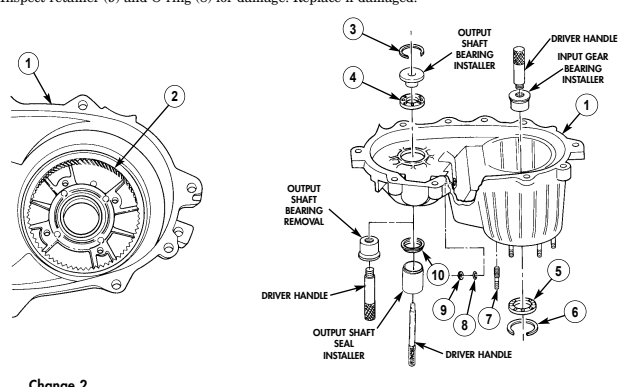 Inspect retainer (9) and O-ring (8) for damage. Replace if damaged.
1
2
3
4
OUTPUT
SHAFT
BEARING
INSTALLER
DRIVER HANDLE
INPUT GEAR
BEARING
INSTALLER
1
OUTPUT
SHAFT
BEARING
REMOVAL
DRIVER HANDLE
10
9
8
7
5
6
OUTPUT SHAFT
SEAL
INSTALLER
DRIVER HANDLE
Change 2